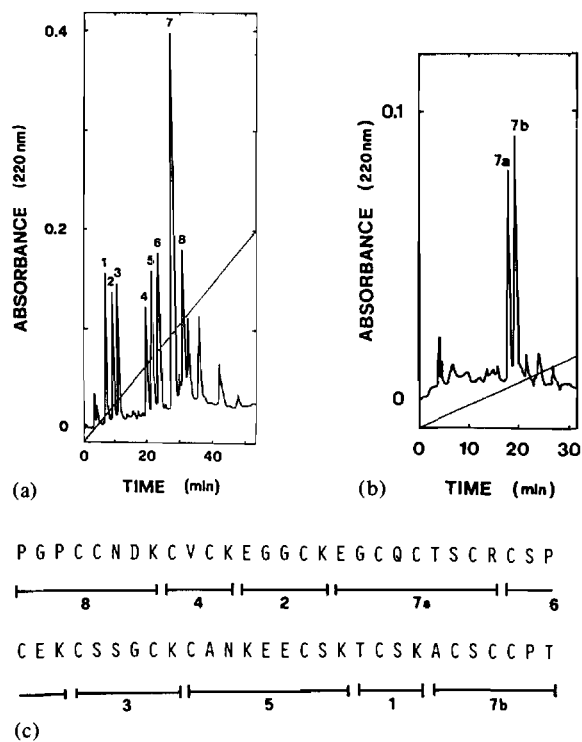 0.4
7
0.1
7b
7a
ABSORBANCE (220 nm)
ABSORBANCE (220 nm)
0.2
1
2
3
4
5
6
8
0
0
0 20 40
0 10 20 30
TIME (min)
TIME (min)
(a)
(b)
P G P C C N D K C V C K E G G C K E G C Q C T S C R C S P
8 4 2 7a 6
C E K C S S G C K C A N K E E C S K T C S K A C S C C P T
3 5 1 7b
(c)